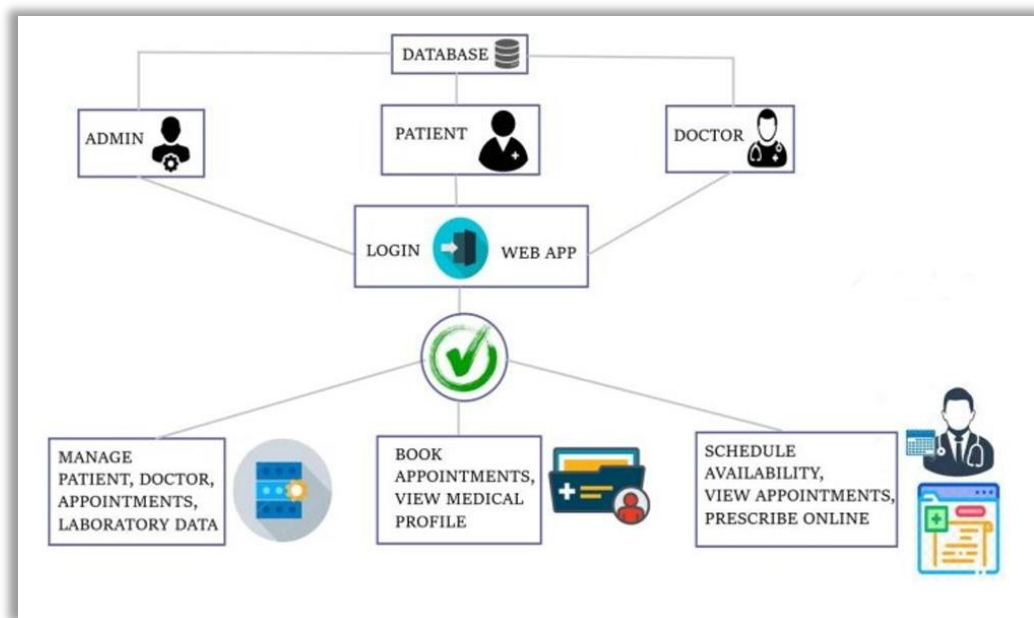 DATABASE
ADMIN
PATIENT
DOCTOR
LOGIN
WEB APP
MANAGE
PATIENT, DOCTOR,
APPOINTMENTS,
LABORATORY DATA
BOOK
APPOINTMENTS,
VIEW MEDICAL
PROFILE
SCHEDULE
AVAILABILITY,
VIEW APPOINTMENTS,
PRESCRIBE ONLINE